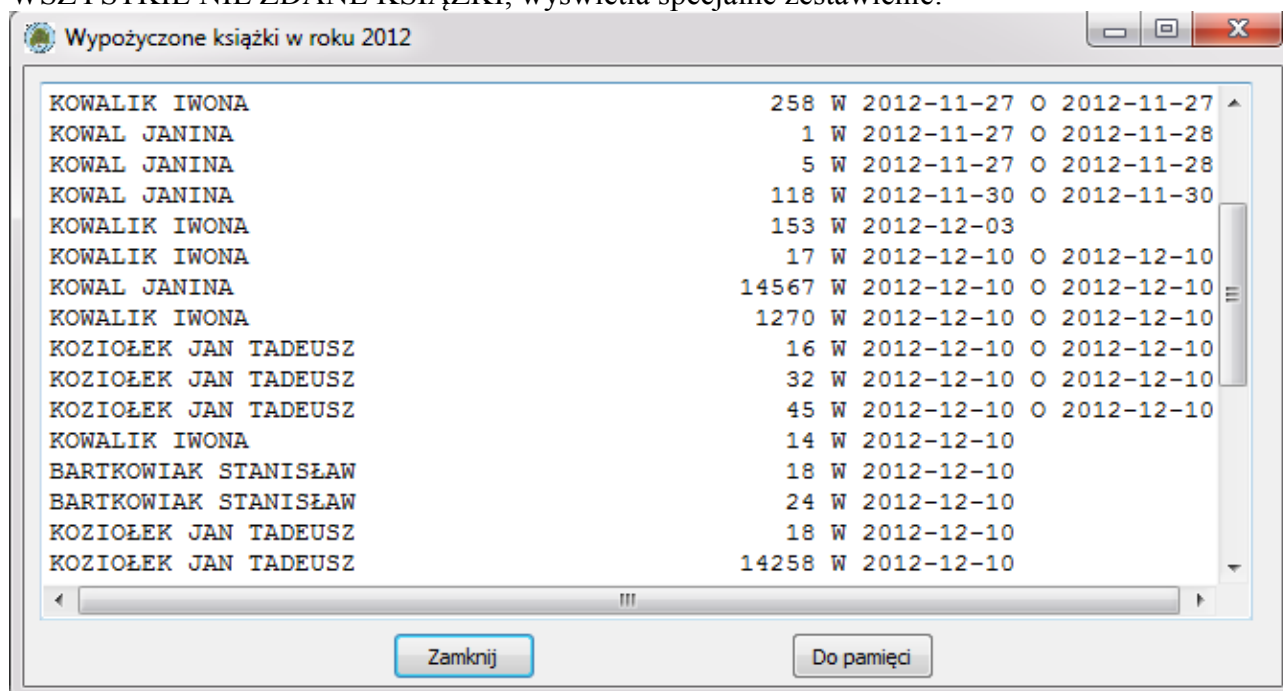 WSZYSTKIE NIE ZDANE KSIĄŻKI, wyświetla specjalne zestawienie:
Wypożyczone książki w roku 2012
KOWALIK IWONA 258 W 2012-11-27 O 2012-11-27
KOWAL JANINA 1 W 2012-11-27 O 2012-11-28
KOWAL JANINA 5 W 2012-11-27 O 2012-11-28
KOWAL JANINA 118 W 2012-11-30 O 2012-11-30
KOWALIK IWONA 153 W 2012-12-03
KOWALIK IWONA 17 W 2012-12-10 O 2012-12-10
KOWAL JANINA 14567 W 2012-12-10 O 2012-12-10
KOWALIK IWONA 1270 W 2012-12-10 O 2012-12-10
KOZIOŁEK JAN TADEUSZ 16 W 2012-12-10 O 2012-12-10
KOZIOŁEK JAN TADEUSZ 32 W 2012-12-10 O 2012-12-10
KOZIOŁEK JAN TADEUSZ 45 W 2012-12-10 O 2012-12-10
KOWALIK IWONA 14 W 2012-12-10
BARTKOWIAK STANISŁAW 18 W 2012-12-10
BARTKOWIAK STANISŁAW 24 W 2012-12-10
KOZIOŁEK JAN TADEUSZ 18 W 2012-12-10
KOZIOŁEK JAN TADEUSZ 14258 W 2012-12-10
Zamknij Do pamięci